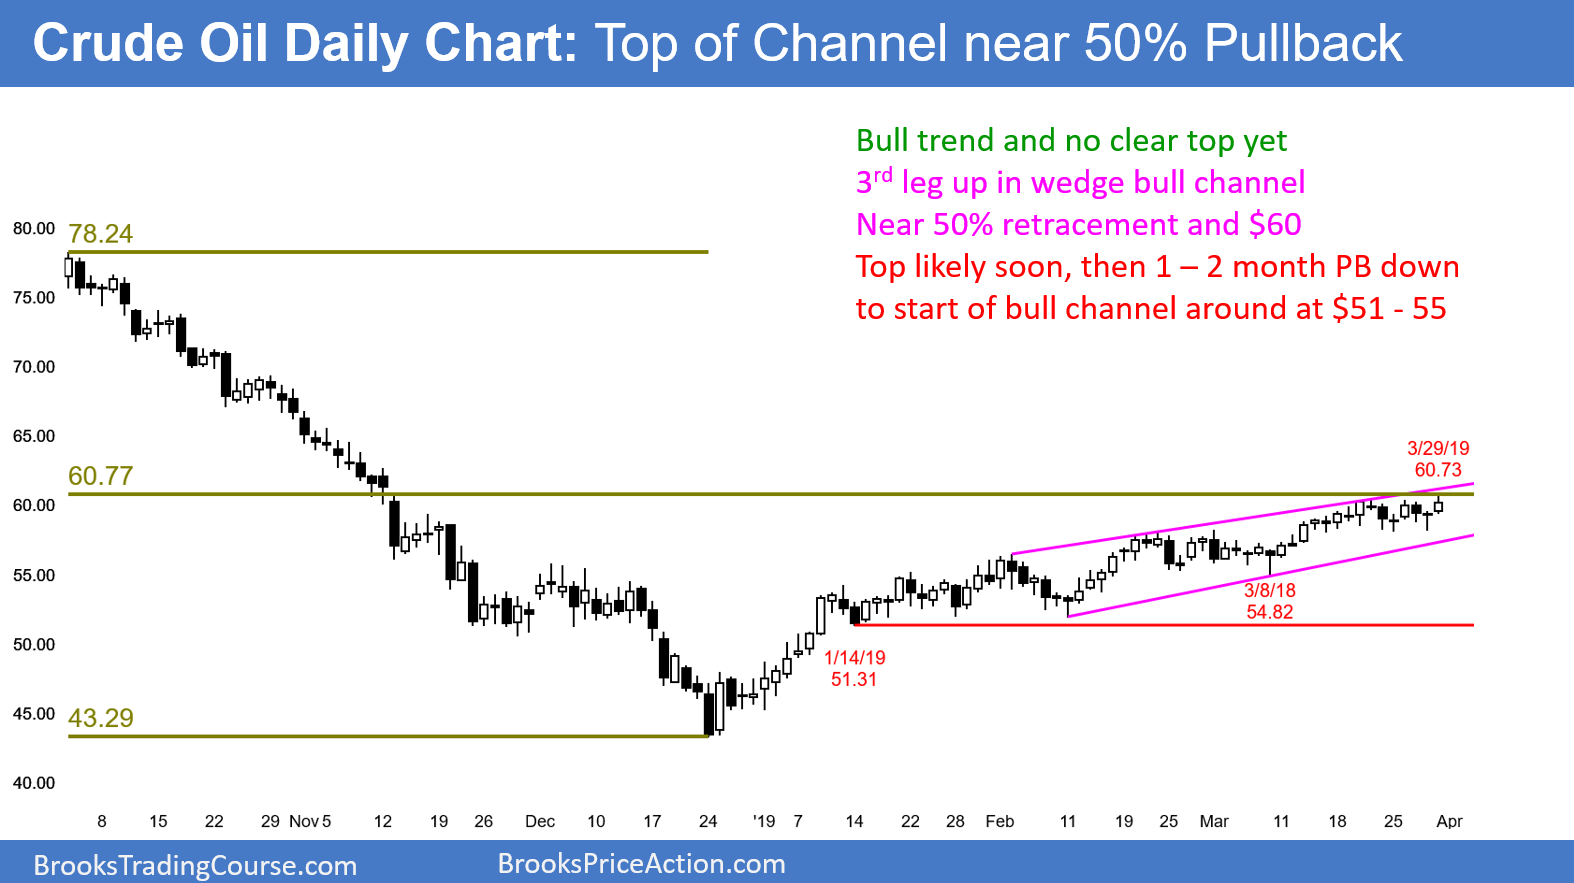 Crude Oil Daily Chart: Top of Channel near 50% Pullback
Bull trend and no clear top yet
3rd leg up in wedge bull channel
Near 50% retracement and $60
Top likely soon, then 1 – 2 month PB down
to start of bull channel around at $51 - 55
80.00
78.24
75.00
70.00
65.00
3/29/19
60.73
60.77
60.00
55.00
3/8/18
54.82
50.00
1/14/19
51.31
45.00
43.29
40.00
8 15 22 29 Nov 5 12 19 26 Dec 10 17 24 '19 7 14 22 28 Feb 11 19 25 Mar 11 18 25 Apr
BrooksTradingCourse.com
BrooksPriceAction.com